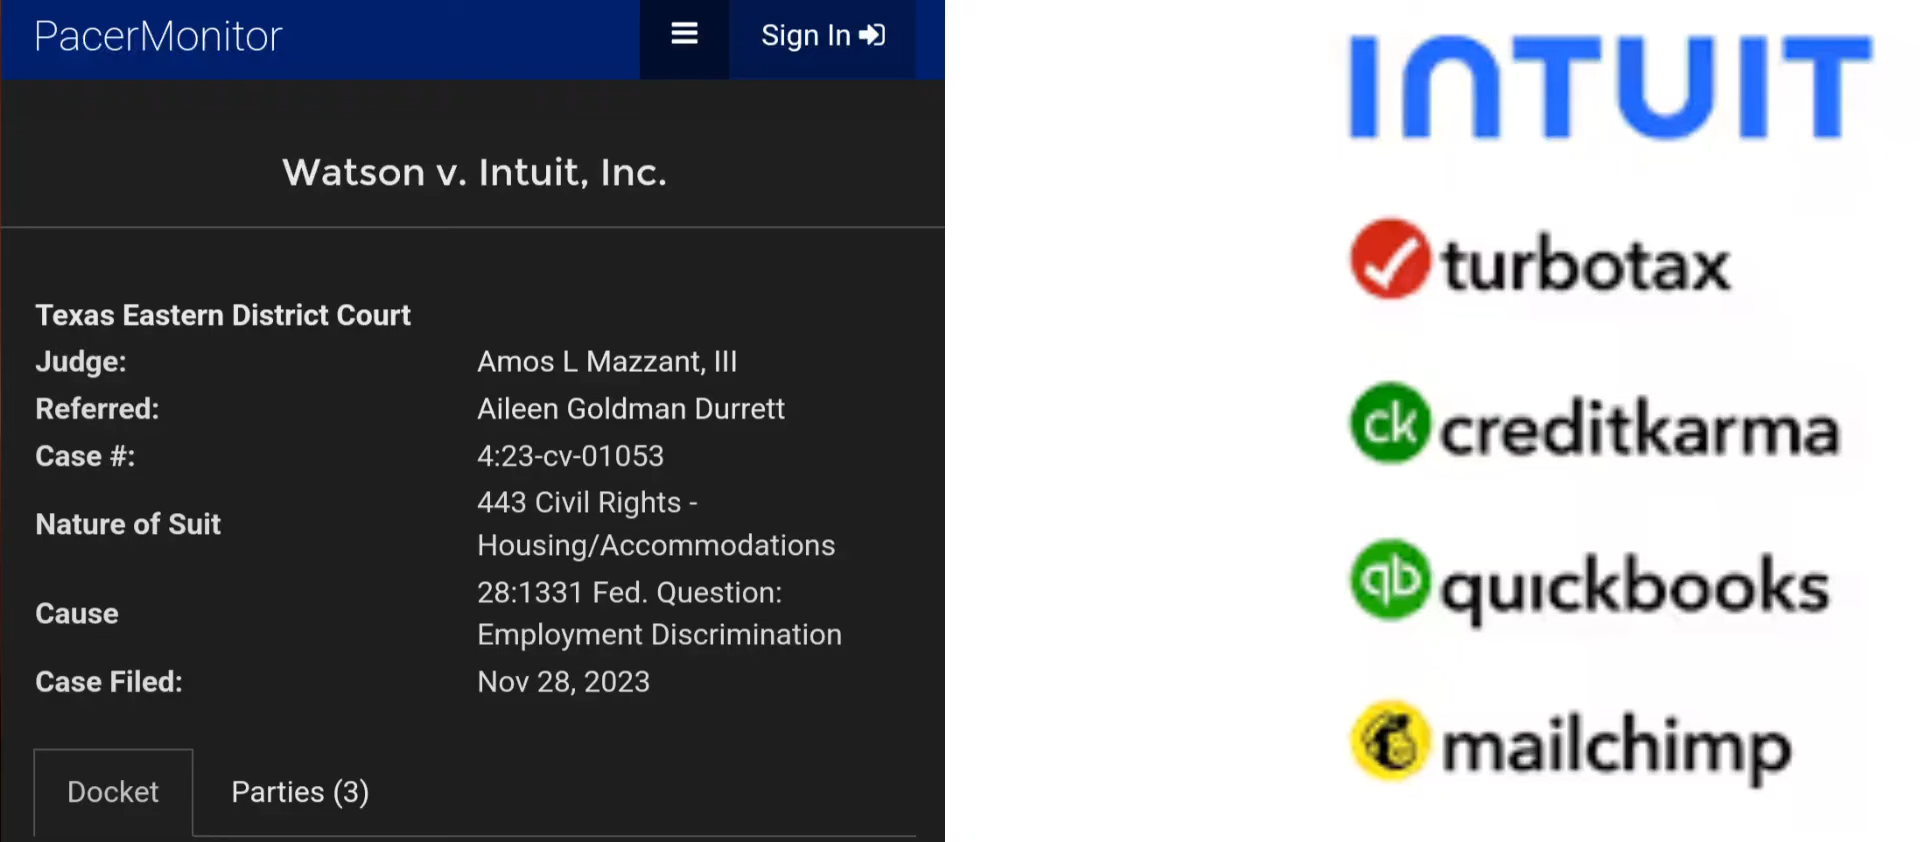 PacerMonitor
Sign In
Watson v. Intuit, Inc.
Texas Eastern District Court
Judge: Amos L Mazzant, III
Referred: Aileen Goldman Durrett
Case #: 4:23-cv-01053
Nature of Suit 443 Civil Rights -
Housing/Accommodations
Cause 28:1331 Fed. Question:
Employment Discrimination
Case Filed: Nov 28, 2023
Docket Parties (3)
INTUIT
turbotax
ck creditkarma
qb quickbooks
mailchimp